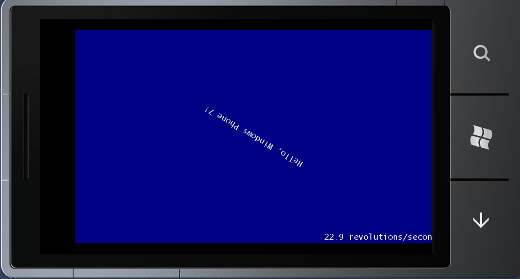 Hello, Windows Phone 7!
22.9 revolutions/secon